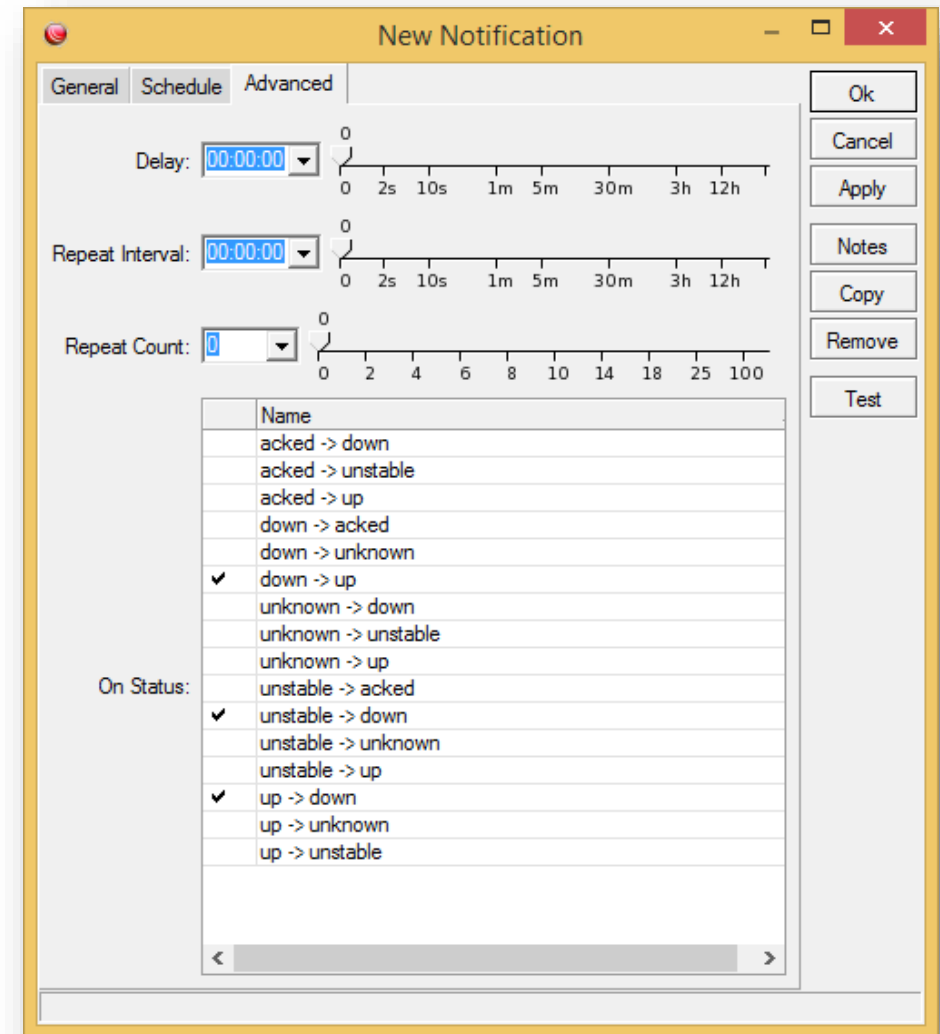 New Notification
General Schedule Advanced
Ok
Cancel
Apply
Notes
Copy
Remove
Test
0
Delay: 00:00:00
0 2s 10s 1m 5m 30m 3h 12h
0
Repeat Interval: 00:00:00
0 2s 10s 1m 5m 30m 3h 12h
0
Repeat Count: 0
0 2 4 6 8 10 14 18 25 100
On Status:
Name
acked -> down
acked -> unstable
acked -> up
down -> acked
down -> unknown
down -> up
unknown -> down
unknown -> unstable
unknown -> up
unstable -> acked
unstable -> down
unstable -> unknown
unstable -> up
up -> down
up -> unknown
up -> unstable